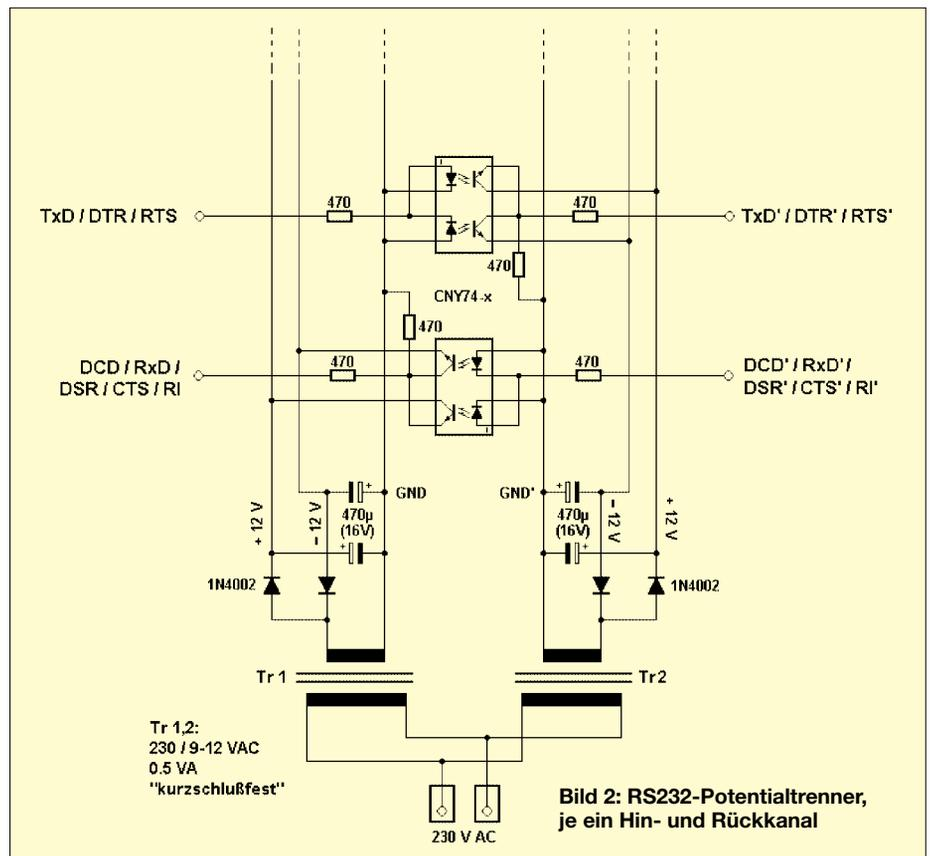 470
470
TxD / DTR / RTS
TxD' / DTR' / RTS'
470
CNY74-x
470
470
470
DCD / RxD /
DSR / CTS / RI
DCD' / RxD' /
DSR' / CTS' / RI'
GND
GND'
+ 12 V
– 12 V
+
470µ
(16V)
+
+
470µ
(16V)
+
– 12 V
+ 12 V
1N4002
1N4002
Tr 1
Tr 2
Tr 1,2:
230 / 9-12 VAC
0.5 VA
"kurzschlußfest"
230 V AC
Bild 2: RS232-Potentialtrenner,
je ein Hin- und Rückkanal